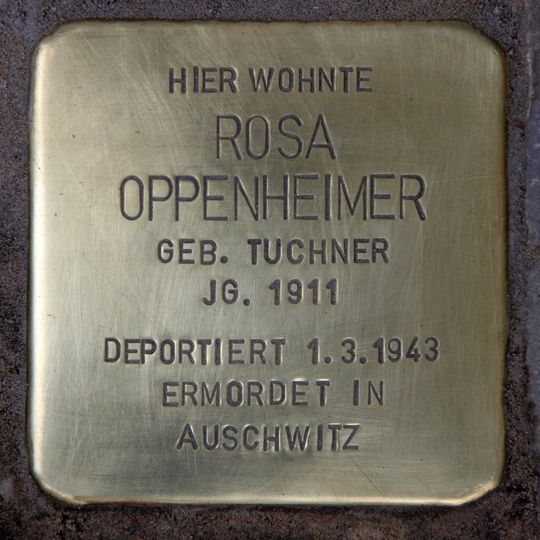 HIER WOHNTE
ROSA
OPPENHEIMER
GEB. TUCHNER
JG. 1911
DEPORTIERT 1.3.1943
ERMORDET IN
AUSCHWITZ